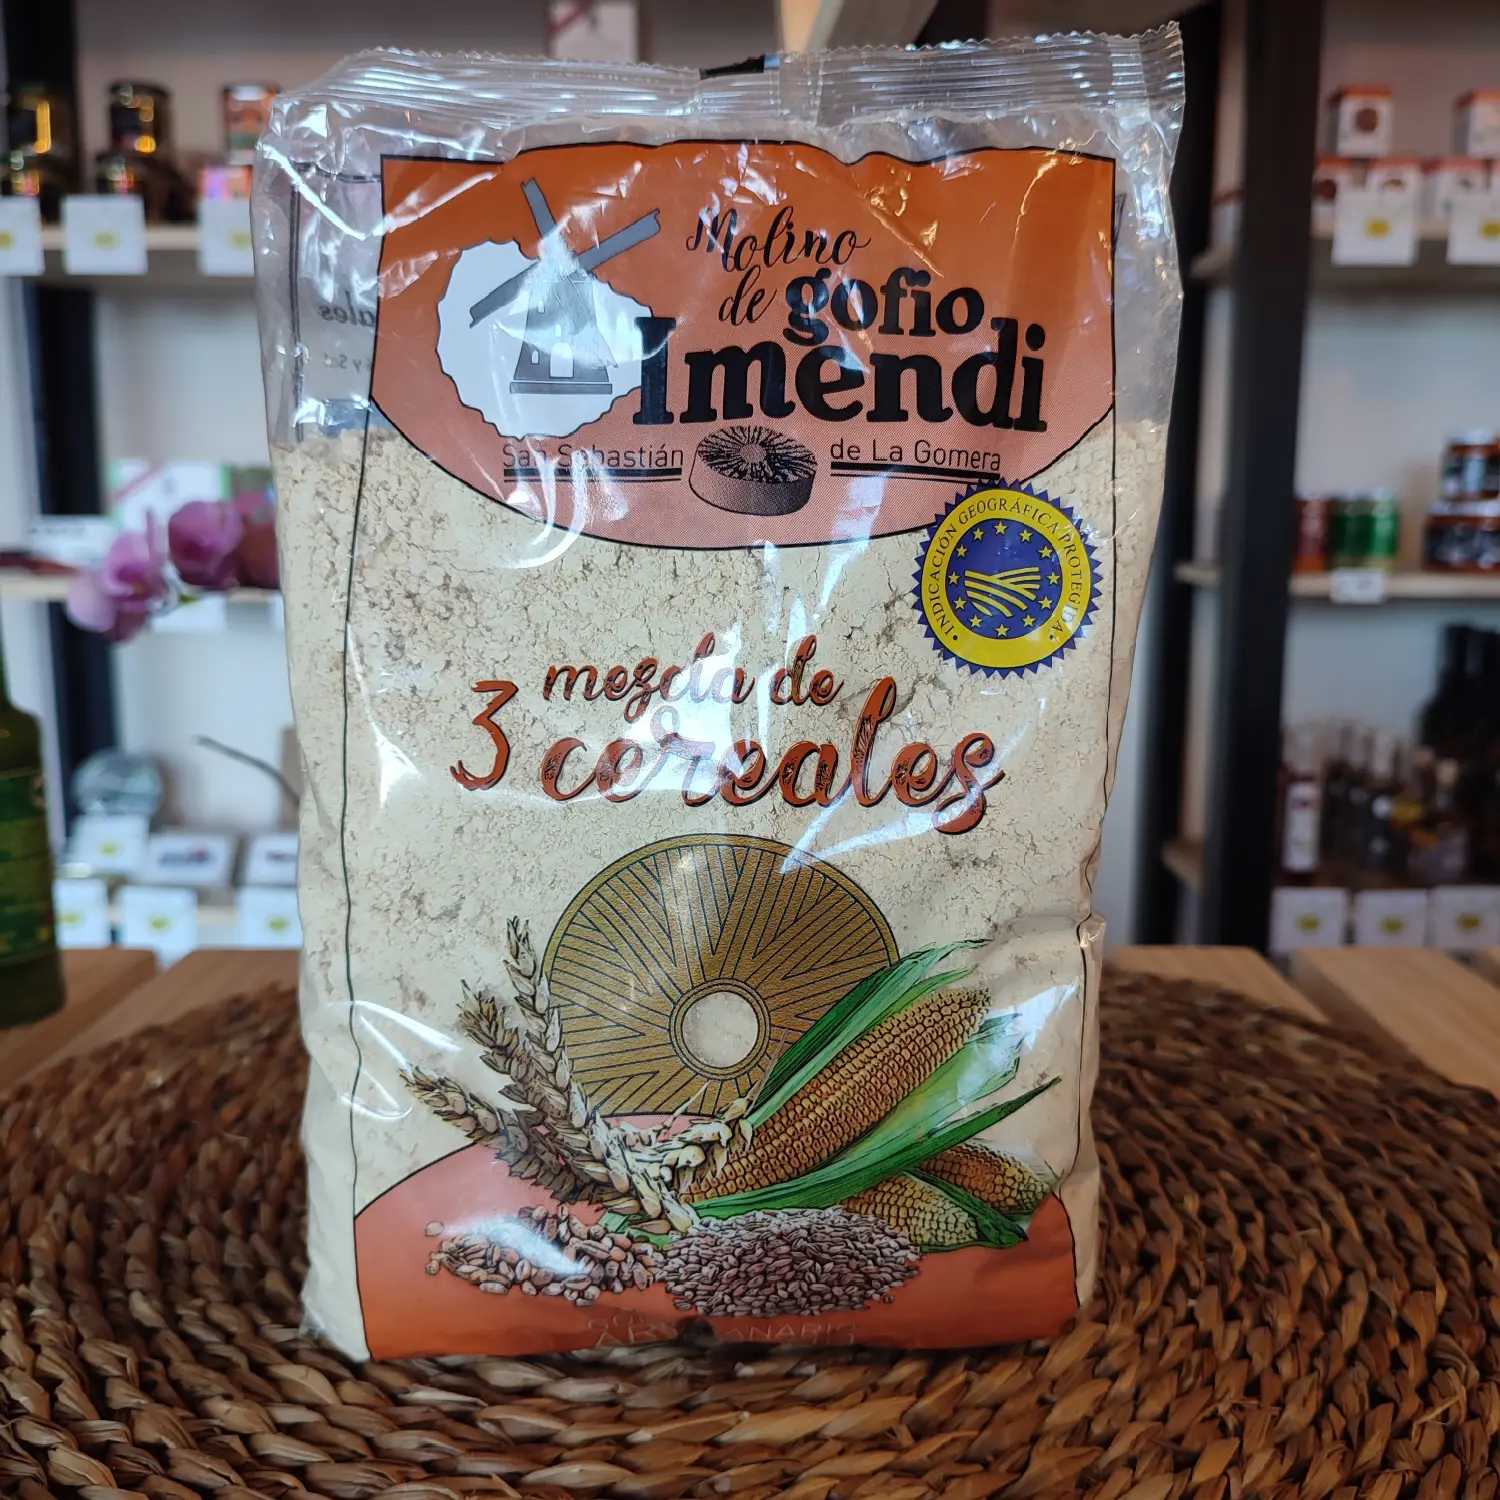 Molino
de gofio
Imendi
San Sebastián de La Gomera
INDICACIÓN GEOGRÁFICA PROTEGIDA
mezcla de
3 cereales